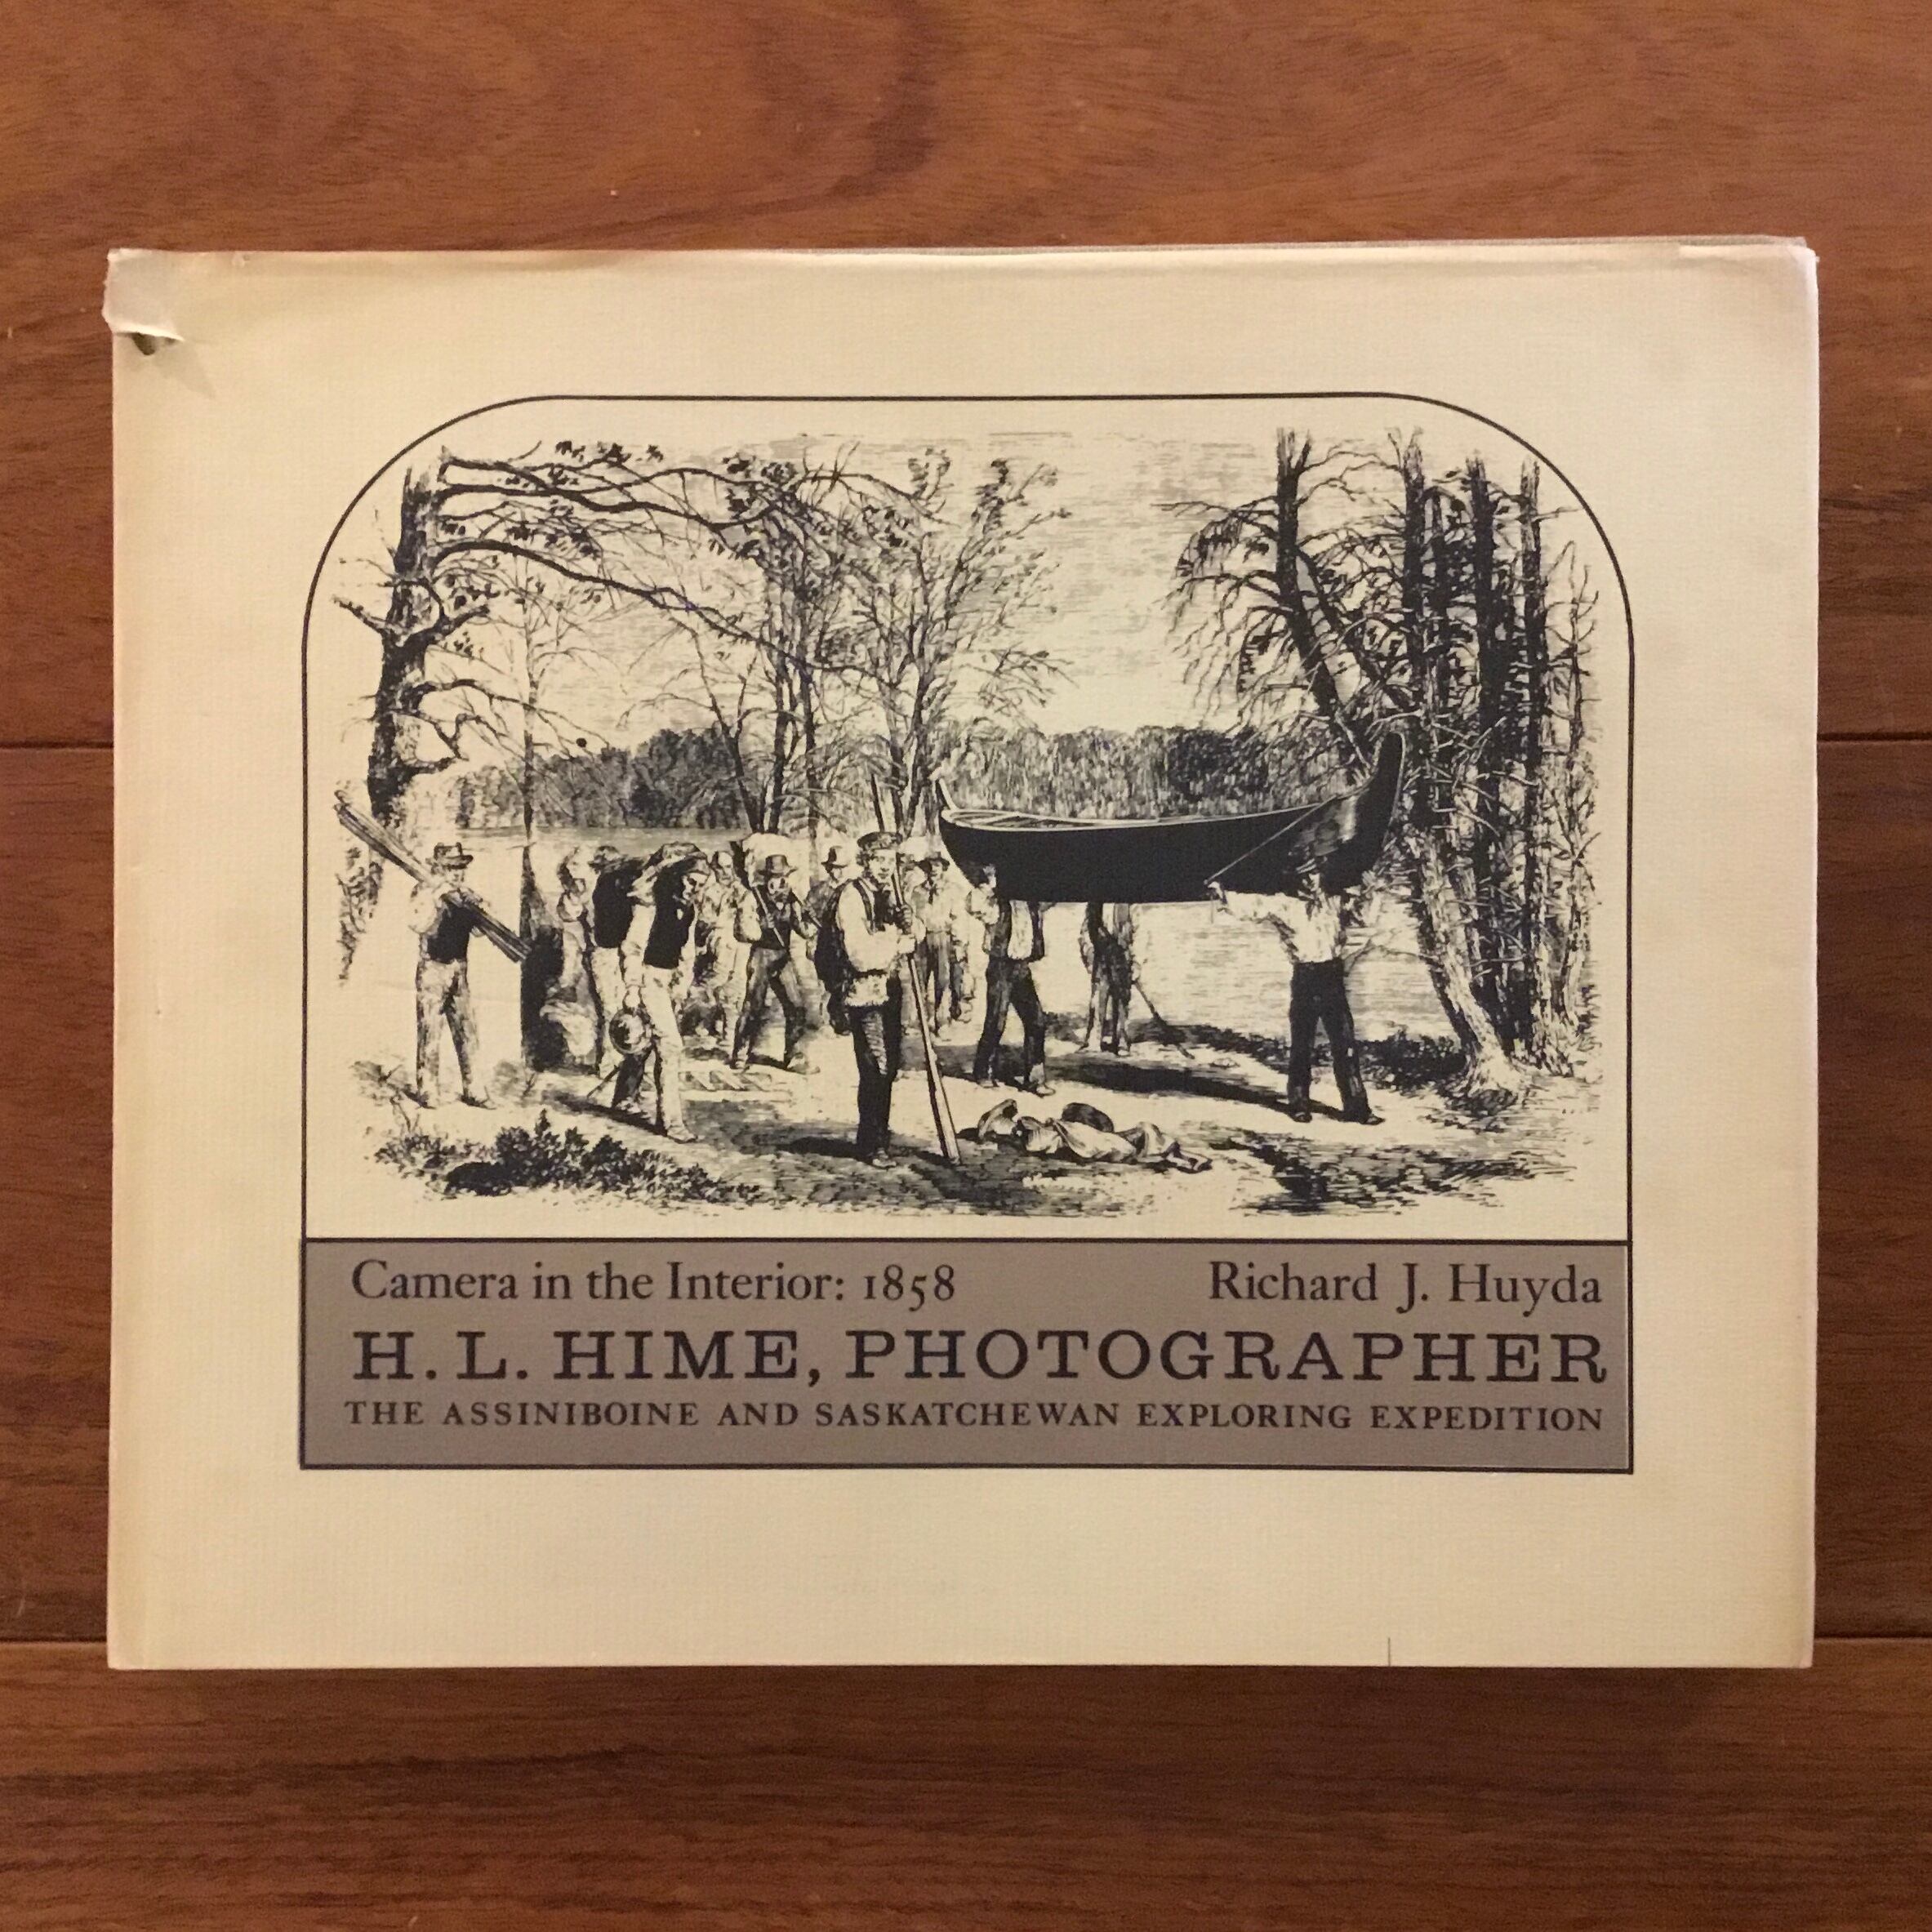 Camera in the Interior: 1858 Richard J. Huyda
H. L. HIME, PHOTOGRAPHER
THE ASSINIBOINE AND SASKATCHEWAN EXPLORING EXPEDITION